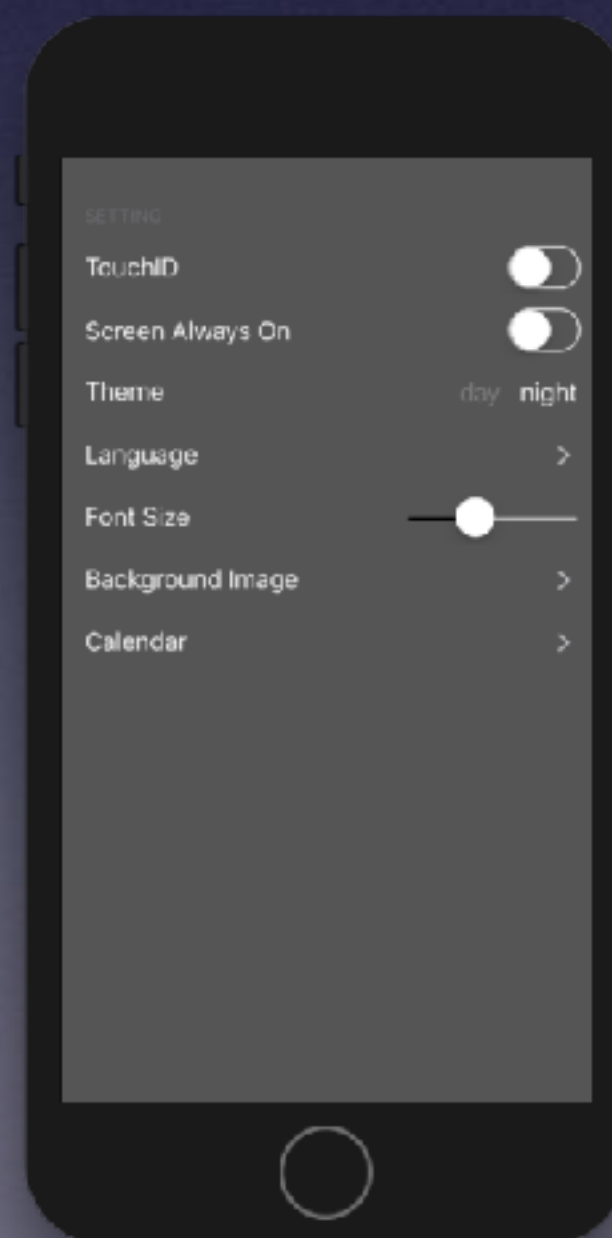 SETTING
TouchID
Screen Always On
Theme day night
Language
Font Size
Background Image
Calendar